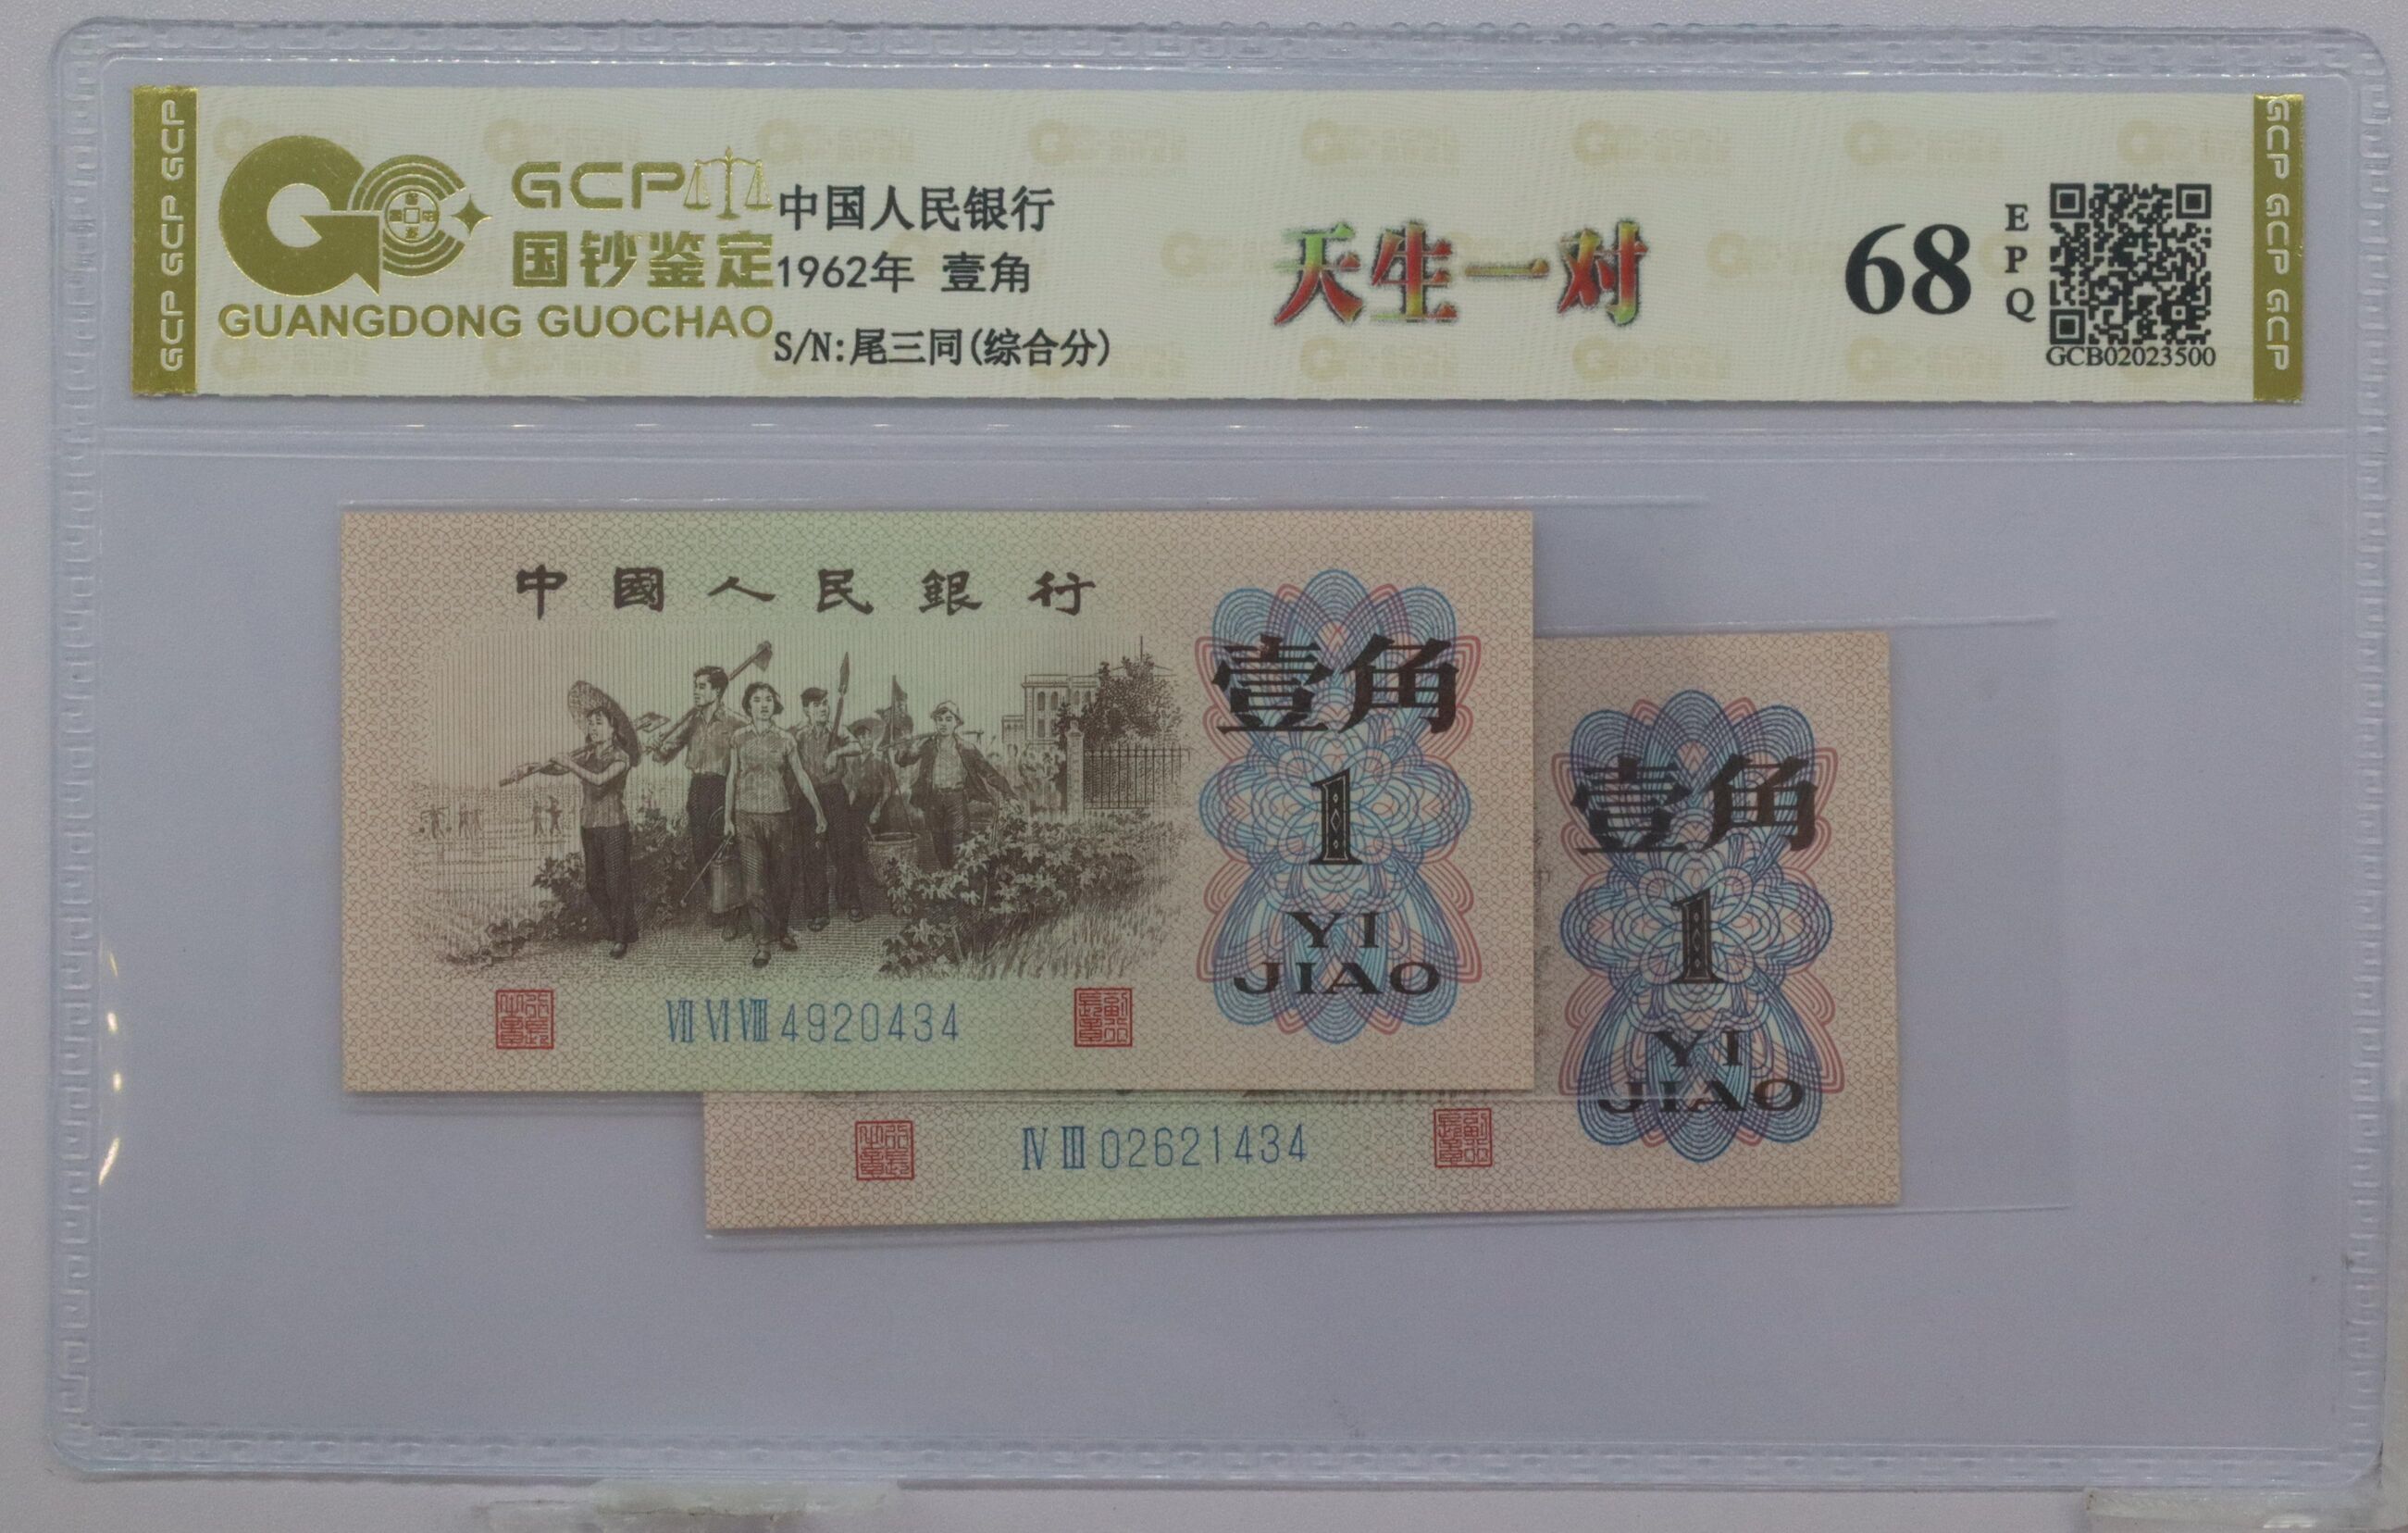 GCP GCP GCP
GCP
国钞鉴定
GUANGDONG GUOCHAO
中国人民银行
1962年 壹角
S/N:尾三同(综合分)
天生一对
68
EPQ
GCB02023500
GCP GCP GCP
中國人民銀行
壹角
1
YI
JIAO
Ⅶ Ⅵ Ⅷ 4920434
壹角
1
YI
JIAO
Ⅳ Ⅲ 02621434